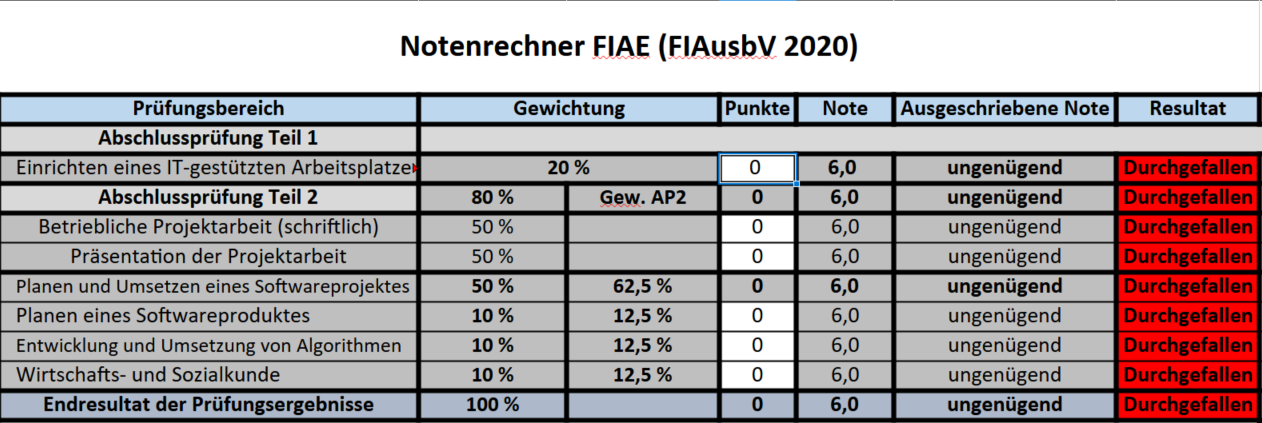 Notenrechner FIAE (FIAusbV 2020)
Prüfungsbereich Gewichtung Punkte Note Ausgeschriebene Note Resultat
Abschlussprüfung Teil 1
Einrichten eines IT-gestützten Arbeitsplatze 20 % 0 6,0 ungenügend Durchgefallen
Abschlussprüfung Teil 2 80 % Gew. AP2 0 6,0 ungenügend Durchgefallen
Betriebliche Projektarbeit (schriftlich) 50 % 0 6,0 ungenügend Durchgefallen
Präsentation der Projektarbeit 50 % 0 6,0 ungenügend Durchgefallen
Planen und Umsetzen eines Softwareprojektes 50 % 62,5 % 0 6,0 ungenügend Durchgefallen
Planen eines Softwareproduktes 10 % 12,5 % 0 6,0 ungenügend Durchgefallen
Entwicklung und Umsetzung von Algorithmen 10 % 12,5 % 0 6,0 ungenügend Durchgefallen
Wirtschafts- und Sozialkunde 10 % 12,5 % 0 6,0 ungenügend Durchgefallen
Endresultat der Prüfungsergebnisse 100 % 0 6,0 ungenügend Durchgefallen